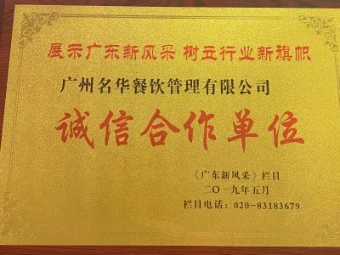 展示广东新风采 树立行业新旗帜
广州名华餐饮管理有限公司
诚信合作单位
《广东新风采》栏目
二〇一九年五月
栏目电话：020-83183679